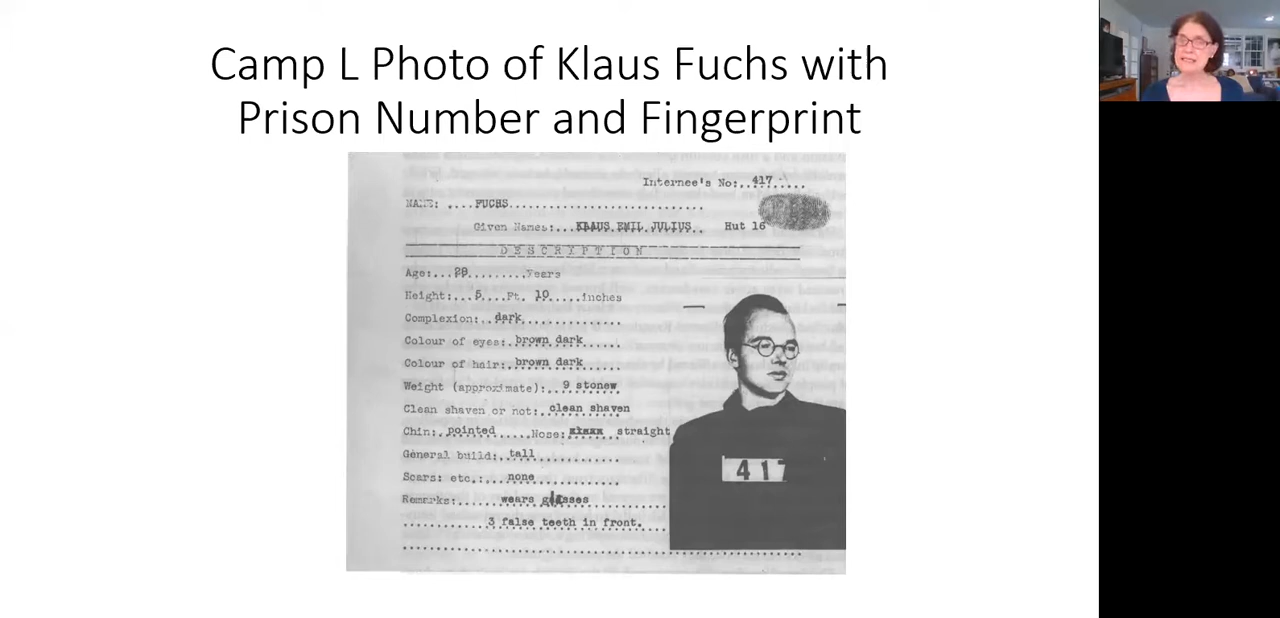 Camp L Photo of Klaus Fuchs with
Prison Number and Fingerprint
Internee's No:..417......
NAME: ....FUCHS..................................
Given Names:...KLAUS.EMIL.JULIUS.. Hut 16
DESCRIPTION
Age:...29.........Years
Height:...5....Ft. 10.....inches
Complexion:..dark...............
Colour of eyes:.brown dark......
Colour of hair:.brown dark......
Weight (approximate):..9 stone
Clean shaven or not:.clean shaven
Chin:.pointed.....Nose: straight
General build:.tall.............
Scars: etc.:...none.............
Remarks:......wears glasses
.............3 false teeth in front.
417